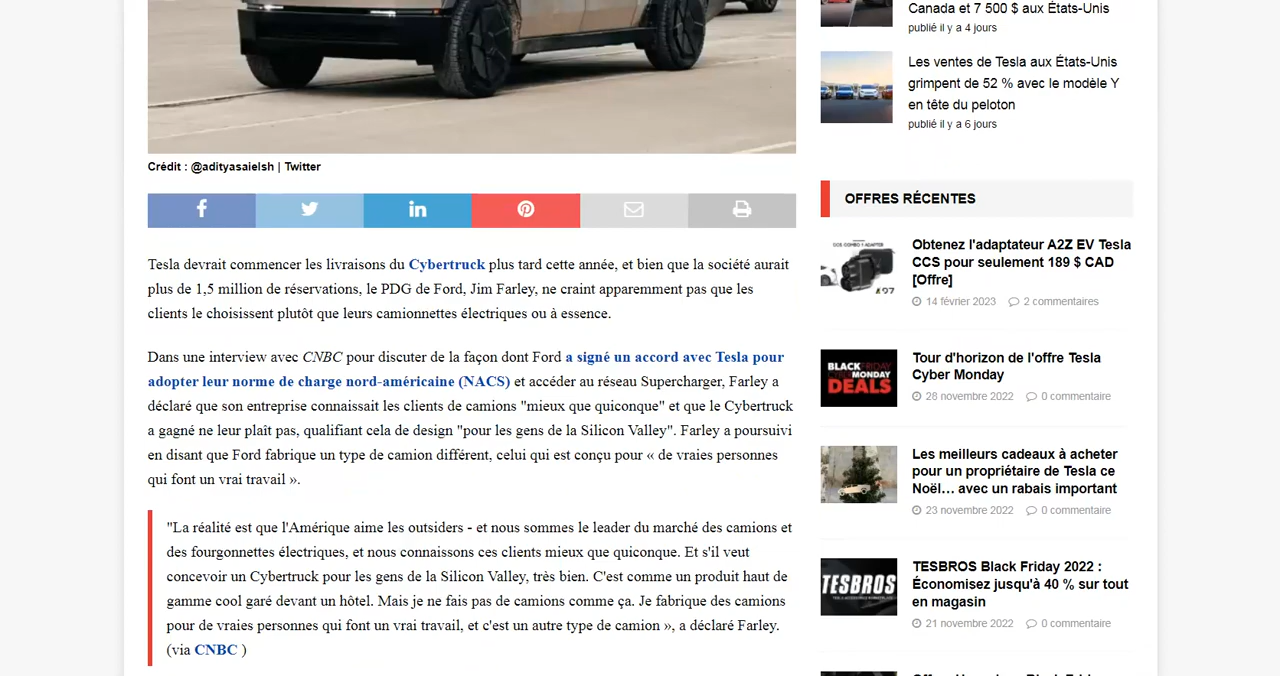 Crédit : @adityasaielsh | Twitter
Tesla devrait commencer les livraisons du Cybertruck plus tard cette année, et bien que la société aurait
plus de 1,5 million de réservations, le PDG de Ford, Jim Farley, ne craint apparemment pas que les
clients le choisissent plutôt que leurs camionnettes électriques ou à essence.
Dans une interview avec CNBC pour discuter de la façon dont Ford a signé un accord avec Tesla pour
adopter leur norme de charge nord-américaine (NACS) et accéder au réseau Supercharger, Farley a
déclaré que son entreprise connaissait les clients de camions "mieux que quiconque" et que le Cybertruck
a gagné ne leur plaît pas, qualifiant cela de design "pour les gens de la Silicon Valley". Farley a poursuivi
en disant que Ford fabrique un type de camion différent, celui qui est conçu pour « de vraies personnes
qui font un vrai travail ».
"La réalité est que l'Amérique aime les outsiders - et nous sommes le leader du marché des camions et
des fourgonnettes électriques, et nous connaissons ces clients mieux que quiconque. Et s'il veut
concevoir un Cybertruck pour les gens de la Silicon Valley, très bien. C'est comme un produit haut de
gamme cool garé devant un hôtel. Mais je ne fais pas de camions comme ça. Je fabrique des camions
pour de vraies personnes qui font un vrai travail, et c'est un autre type de camion », a déclaré Farley.
(via CNBC )
Canada et 7 500 $ aux États-Unis
publié il y a 4 jours
Les ventes de Tesla aux États-Unis
grimpent de 52 % avec le modèle Y
en tête du peloton
publié il y a 6 jours
OFFRES RÉCENTES
Obtenez l'adaptateur A2Z EV Tesla
CCS pour seulement 189 $ CAD
[Offre]
14 février 2023 2 commentaires
BLACK FRIDAY
CYBER MONDAY
DEALS
Tour d'horizon de l'offre Tesla
Cyber Monday
28 novembre 2022 0 commentaire
Les meilleurs cadeaux à acheter
pour un propriétaire de Tesla ce
Noël… avec un rabais important
23 novembre 2022 0 commentaire
TESBROS
TESBROS Black Friday 2022 :
Économisez jusqu'à 40 % sur tout
en magasin
21 novembre 2022 0 commentaire